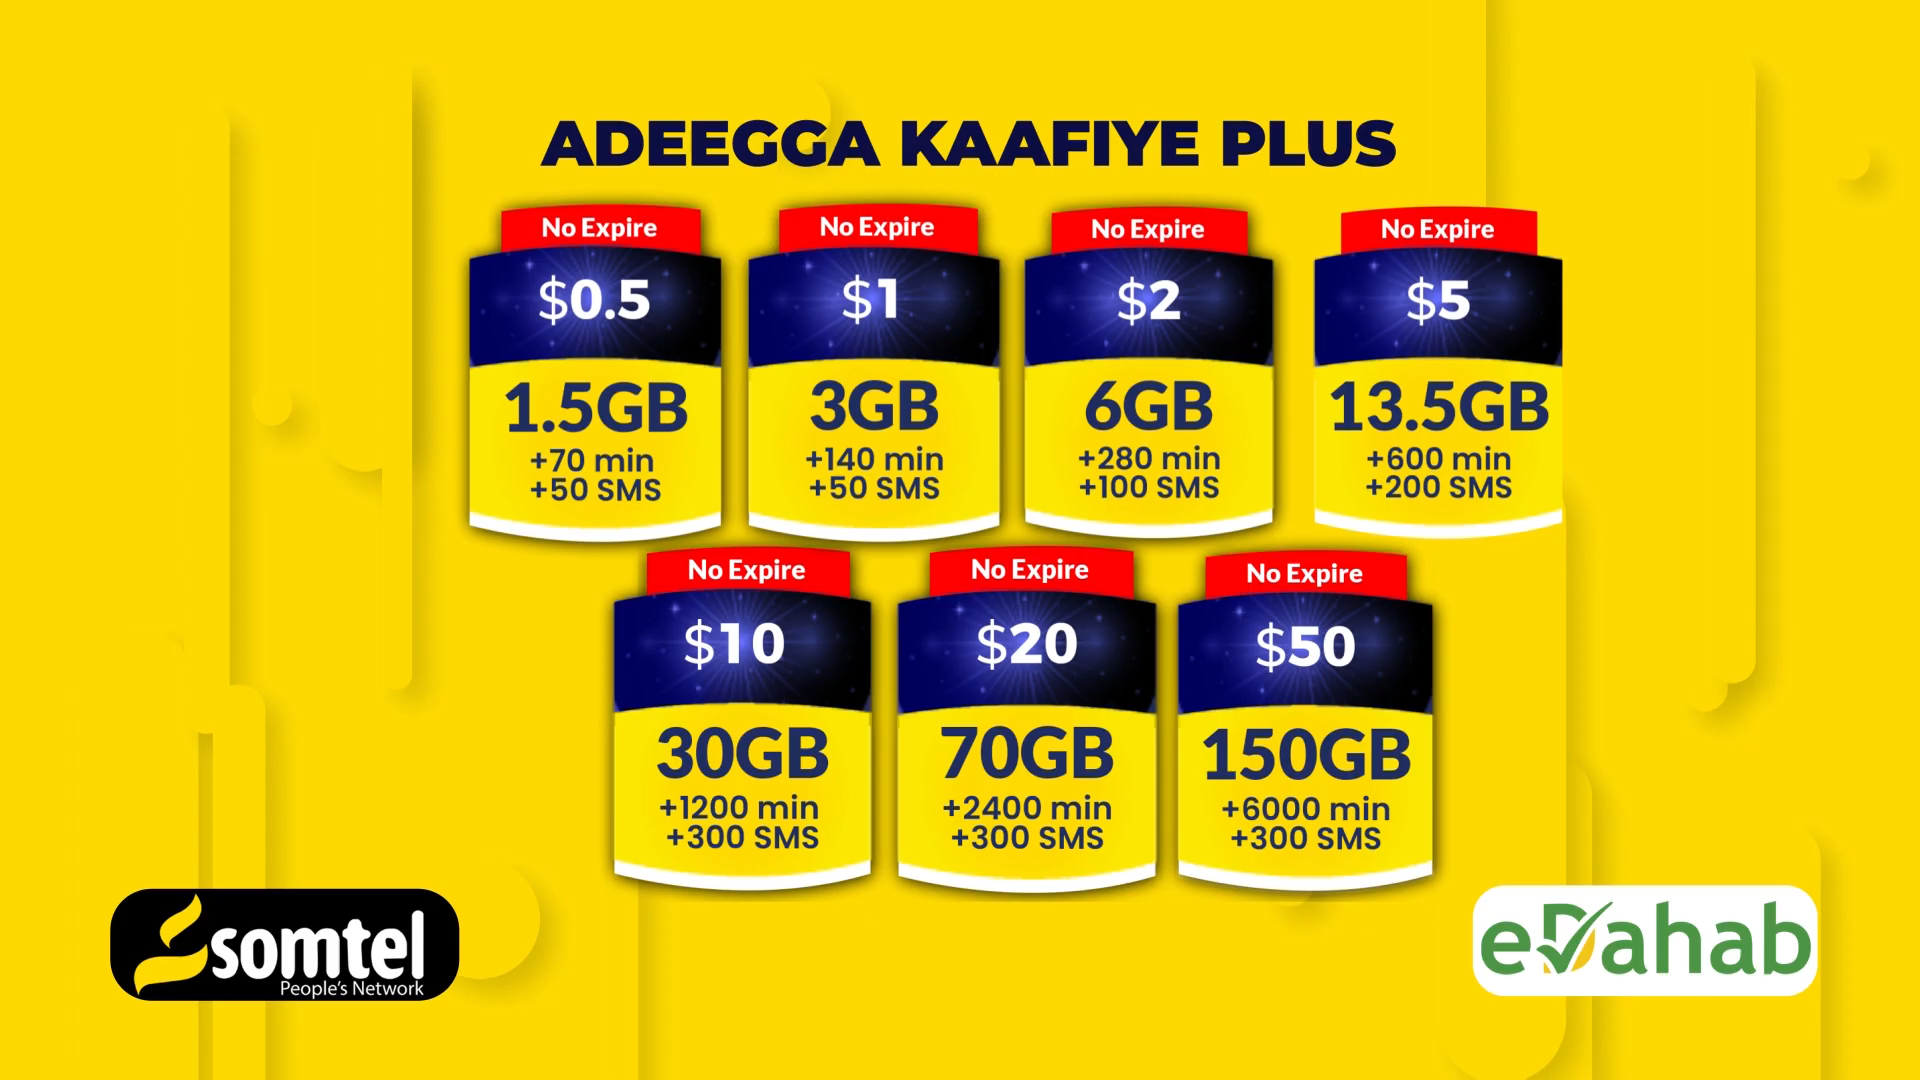 ADEEGGA KAAFIYE PLUS
No Expire
$0.5
1.5GB
+70 min
+50 SMS
No Expire
$1
3GB
+140 min
+50 SMS
No Expire
$2
6GB
+280 min
+100 SMS
No Expire
$5
13.5GB
+600 min
+200 SMS
No Expire
$10
30GB
+1200 min
+300 SMS
No Expire
$20
70GB
+2400 min
+300 SMS
No Expire
$50
150GB
+6000 min
+300 SMS
somtel
People's Network
eDahab